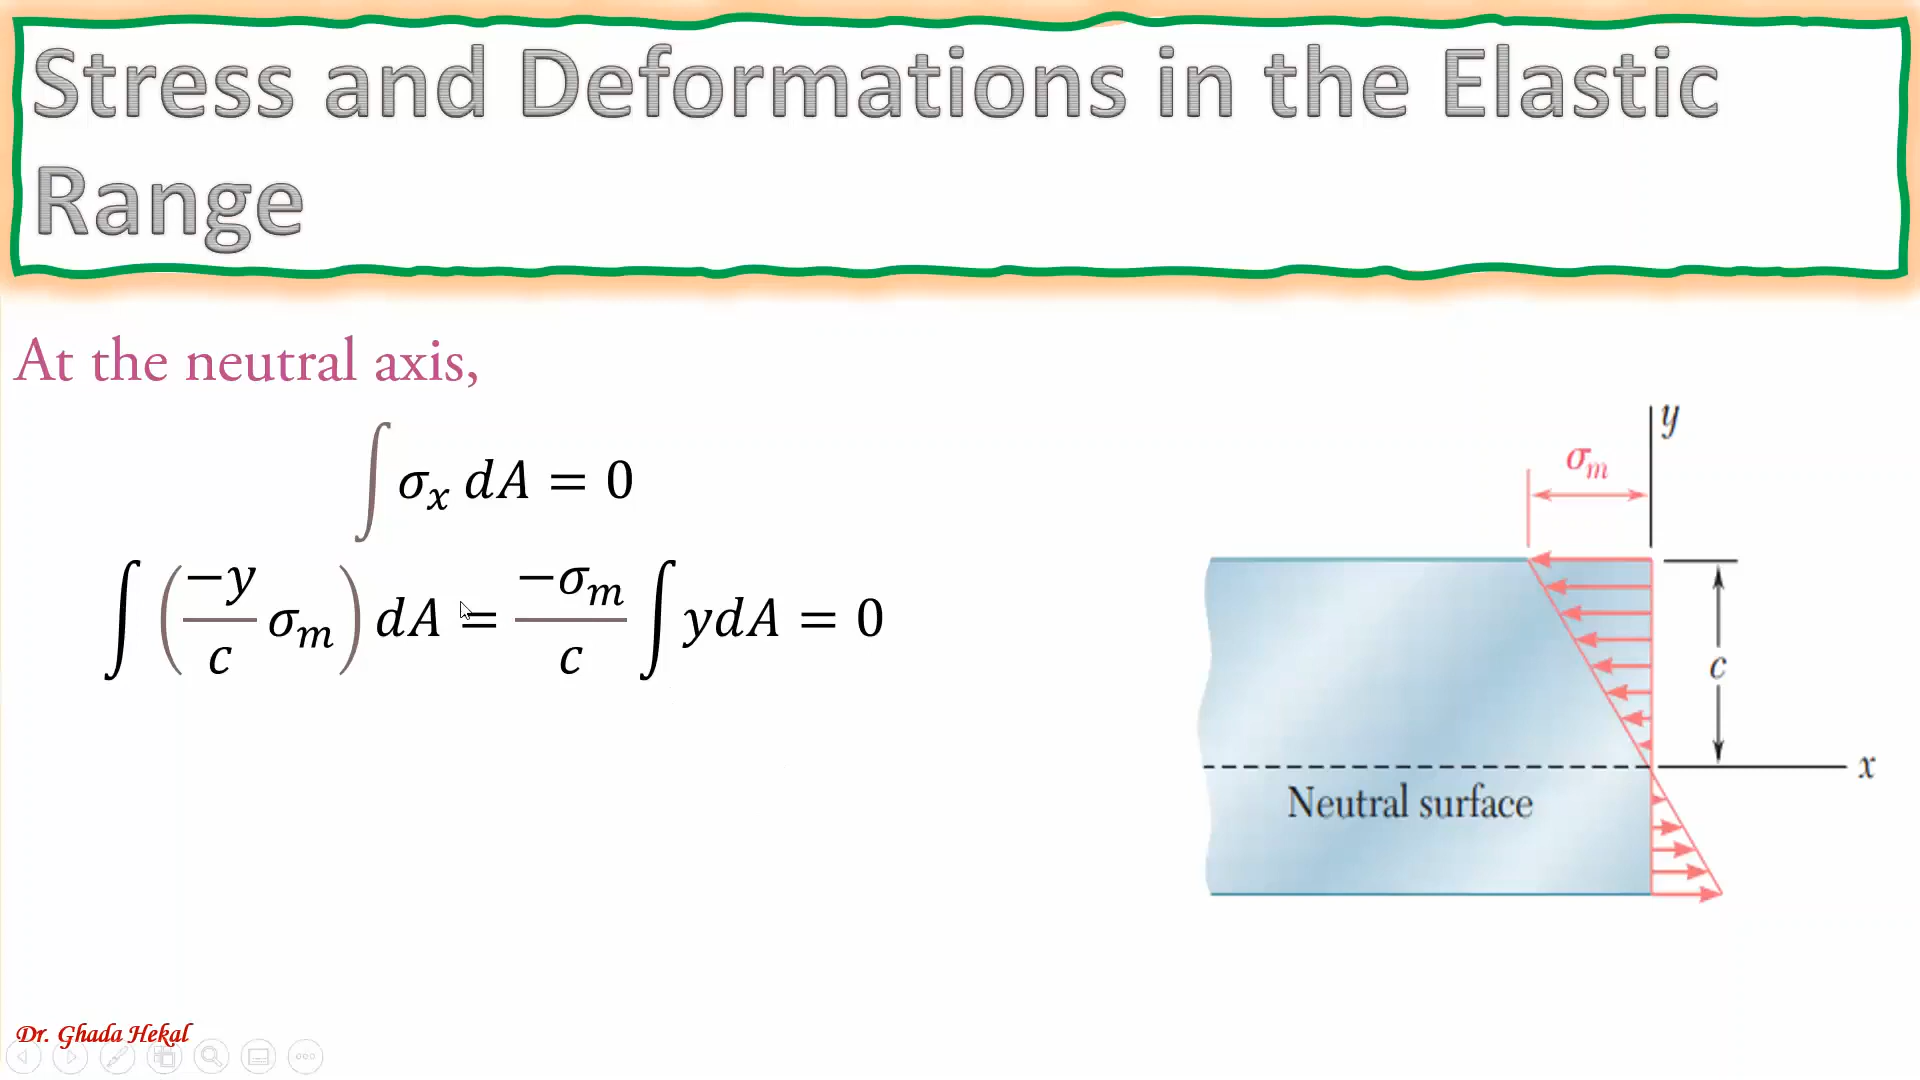 Stress and Deformations in the Elastic
Range
At the neutral axis,
∫ σₓ dA = 0
∫ (−y/c σₘ) dA = −σₘ/c ∫ ydA = 0
y
σₘ
c
x
Neutral surface
Dr. Ghada Hekal